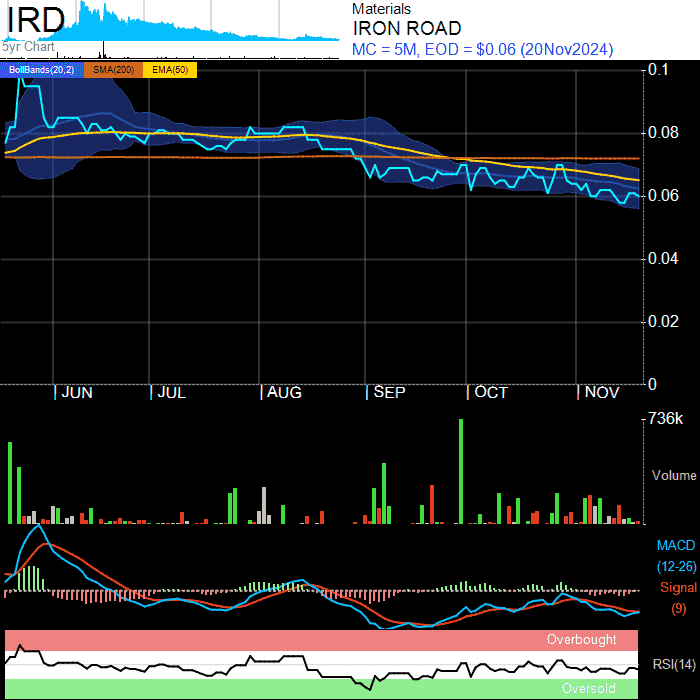 IRD
5yr Chart
Materials
IRON ROAD
MC = 5M, EOD = $0.06 (20Nov2024)
BollBands(20,2) SMA(200) EMA(50)
0.1
0.08
0.06
0.04
0.02
0
JUN JUL AUG SEP OCT NOV
736k
Volume
MACD
(12-26)
Signal
(9)
Overbought
RSI(14)
Oversold